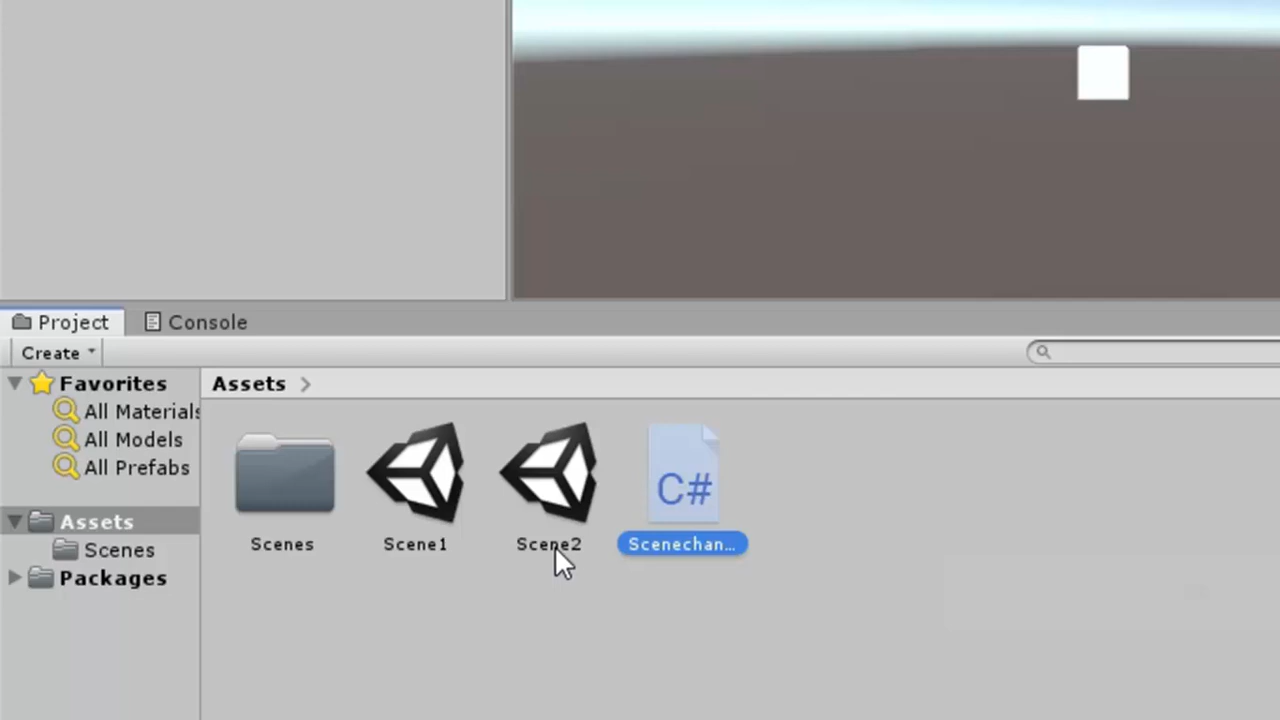 Project
Console
Create
Favorites
All Materials
All Models
All Prefabs
Assets
Scenes
Packages
Assets
Scenes
Scene1
Scene2
C#
Scenechan...